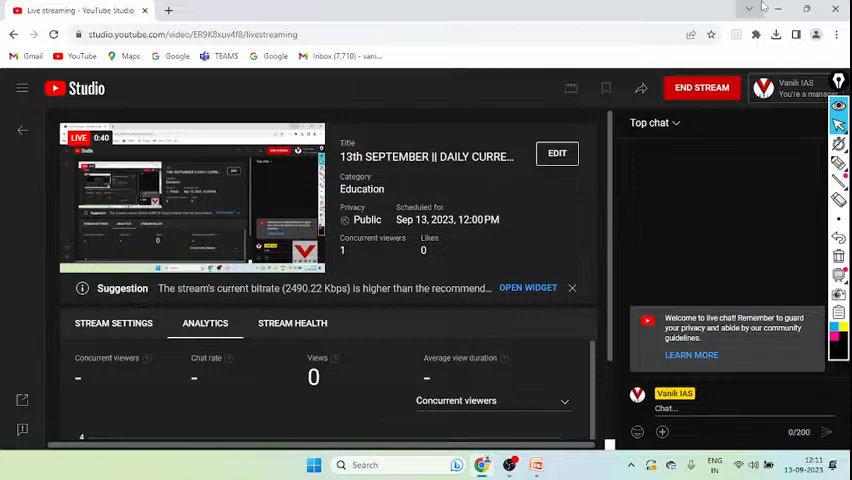 Live streaming - YouTube Studio
studio.youtube.com/video/ER9K8xuv4f8/livestreaming
Gmail YouTube Maps Google TEAMS Google Inbox (7,710) - vani...
Studio
END STREAM
Vanik IAS
You're a manager
LIVE 0:40
Title
13th SEPTEMBER || DAILY CURRE...
EDIT
Category
Education
Privacy
Public
Scheduled for
Sep 13, 2023, 12:00 PM
Concurrent viewers
1
Likes
0
Suggestion The stream's current bitrate (2490.22 Kbps) is higher than the recommend... OPEN WIDGET
STREAM SETTINGS ANALYTICS STREAM HEALTH
Concurrent viewers
-
Chat rate
-
Views
0
Average view duration
-
Concurrent viewers
4
Top chat
Welcome to live chat! Remember to guard
your privacy and abide by our community
guidelines.
LEARN MORE
Vanik IAS
Chat...
0/200
Search
ENG
IN
12:11
13-09-2023